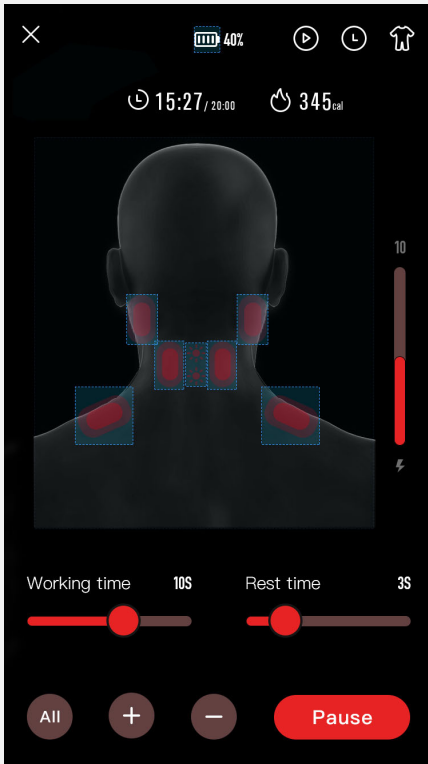 40%
15:27/ 20:00 345cal
10
Working time 10S Rest time 3S
All + − Pause